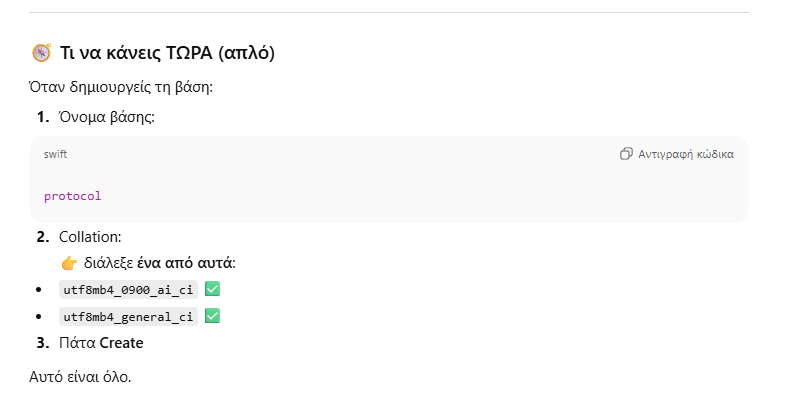 🧭 Τι να κάνεις ΤΩΡΑ (απλό)
Όταν δημιουργείς τη βάση:
1. Όνομα βάσης:
swift
Αντιγραφή κώδικα
protocol
2. Collation:
👉 διάλεξε ένα από αυτά:
• utf8mb4_0900_ai_ci ✅
• utf8mb4_general_ci ✅
3. Πάτα Create
Αυτό είναι όλο.